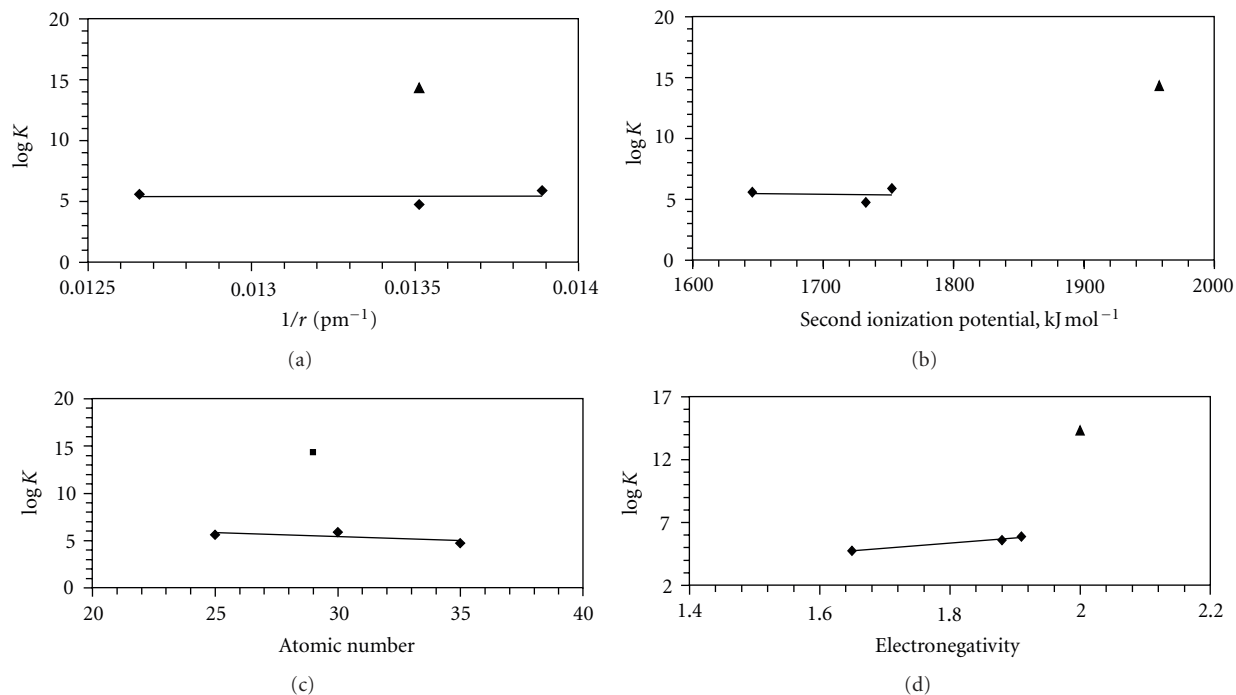 20
15
10
5
0
log K
0.0125 0.013 0.0135 0.014
1/r (pm−1)
(a)
20
15
10
5
0
log K
1600 1700 1800 1900 2000
Second ionization potential, kJ mol−1
(b)
20
15
10
5
0
log K
20 25 30 35 40
Atomic number
(c)
17
12
7
2
log K
1.4 1.6 1.8 2 2.2
Electronegativity
(d)